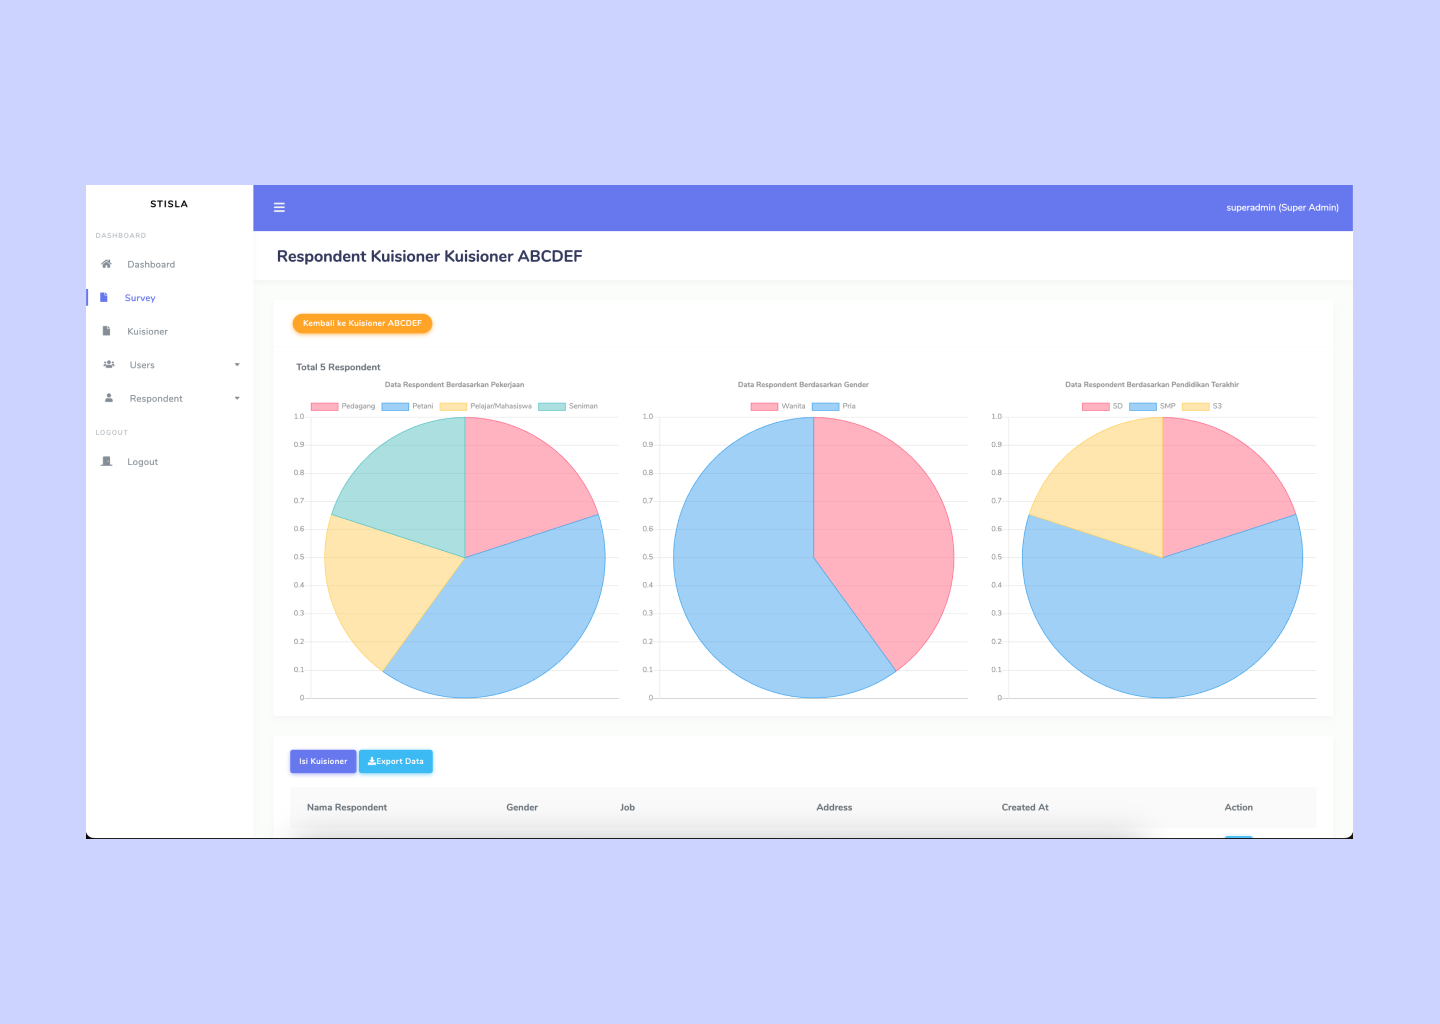 STISLA
superadmin (Super Admin)
DASHBOARD
Dashboard
Survey
Kuisioner
Users
Respondent
LOGOUT
Logout
Respondent Kuisioner Kuisioner ABCDEF
Kembali ke Kuisioner ABCDEF
Total 5 Respondent
Data Respondent Berdasarkan Pekerjaan
Pedagang Petani Pelajar/Mahasiswa Seniman
1.0
0.9
0.8
0.7
0.6
0.5
0.4
0.3
0.2
0.1
0
Data Respondent Berdasarkan Gender
Wanita Pria
1.0
0.9
0.8
0.7
0.6
0.5
0.4
0.3
0.2
0.1
0
Data Respondent Berdasarkan Pendidikan Terakhir
SD SMP S3
1.0
0.9
0.8
0.7
0.6
0.5
0.4
0.3
0.2
0.1
0
Isi Kuisioner Export Data
Nama Respondent Gender Job Address Created At Action